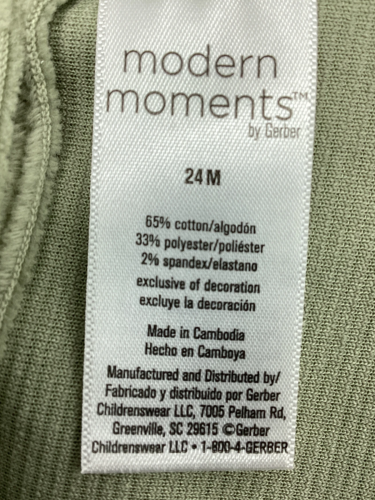 modern
moments™
by Gerber
24 M
65% cotton/algodón
33% polyester/poliéster
2% spandex/elastano
exclusive of decoration
excluye la decoración
Made in Cambodia
Hecho en Camboya
Manufactured and Distributed by/
Fabricado y distribuido por Gerber
Childrenswear LLC, 7005 Pelham Rd,
Greenville, SC 29615 ©Gerber
Childrenswear LLC • 1-800-4-GERBER